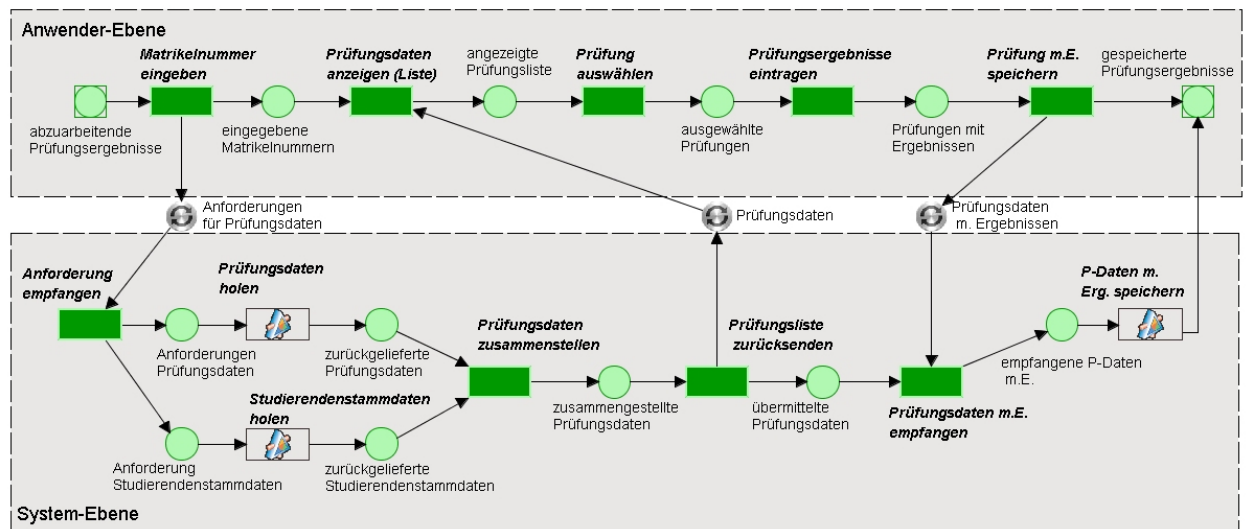 Anwender-Ebene
Matrikelnummer
eingeben
Prüfungsdaten
anzeigen (Liste)
angezeigte
Prüfungsliste
Prüfung
auswählen
Prüfungsergebnisse
eintragen
Prüfung m.E.
speichern
gespeicherte
Prüfungsergebnisse
abzuarbeitende
Prüfungsergebnisse
eingegebene
Matrikelnummern
ausgewählte
Prüfungen
Prüfungen mit
Ergebnissen
Anforderungen
für Prüfungsdaten
Prüfungsdaten
Prüfungsdaten
m. Ergebnissen
Anforderung
empfangen
Prüfungsdaten
holen
P-Daten m.
Erg. speichern
Anforderungen
Prüfungsdaten
zurückgelieferte
Prüfungsdaten
Prüfungsdaten
zusammenstellen
Prüfungsliste
zurücksenden
empfangene P-Daten
m.E.
Studierendenstammdaten
holen
zusammengestellte
Prüfungsdaten
übermittelte
Prüfungsdaten
Prüfungsdaten m.E.
empfangen
Anforderung
Studierendenstammdaten
zurückgelieferte
Studierendenstammdaten
System-Ebene